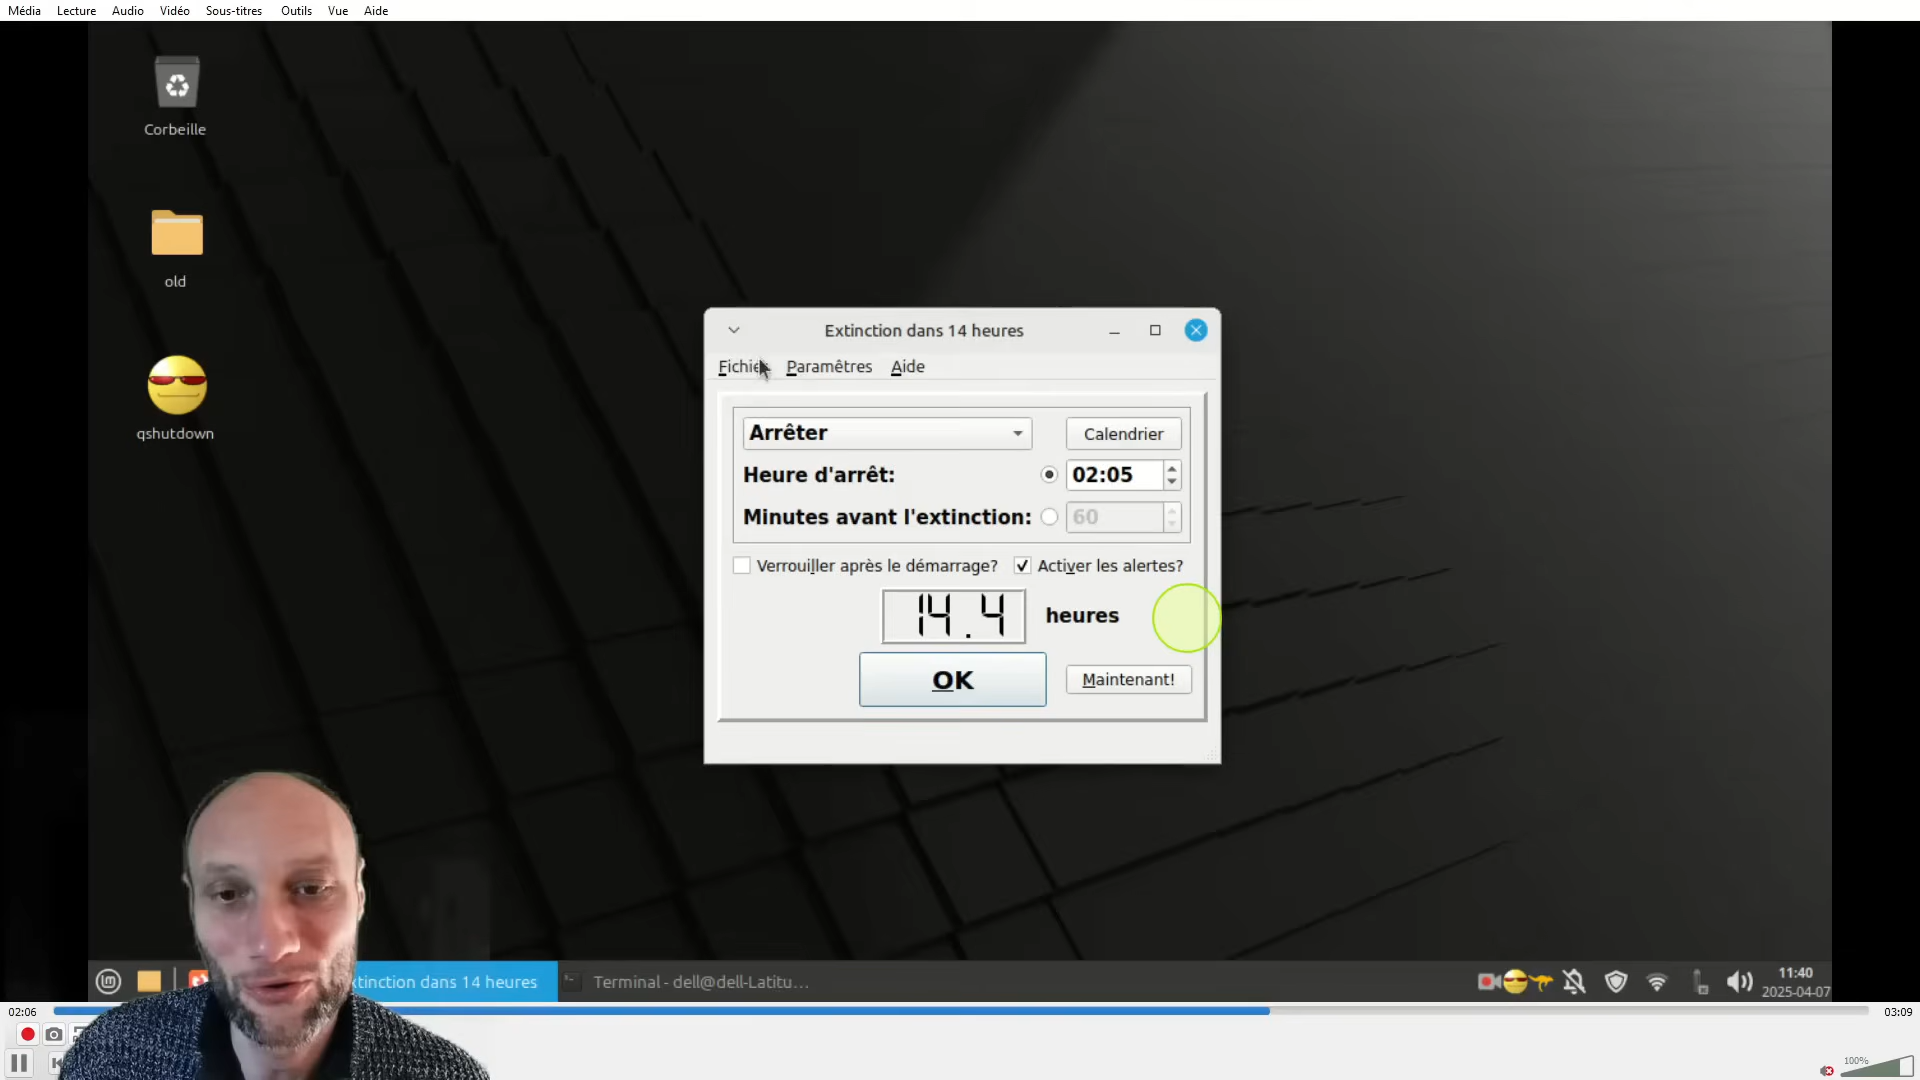 Média Lecture Audio Vidéo Sous-titres Outils Vue Aide
Corbeille
old
qshutdown
Extinction dans 14 heures
Fichier Paramêtres Aide
Arrêter Calendrier
Heure d'arrêt: 02:05
Minutes avant l'extinction: 60
Verrouiller après le démarrage? Activer les alertes?
14.4 heures
OK Maintenant!
xtinction dans 14 heures Terminal - dell@dell-Latitu... 11:40
2025-04-07
02:06 03:09
100%